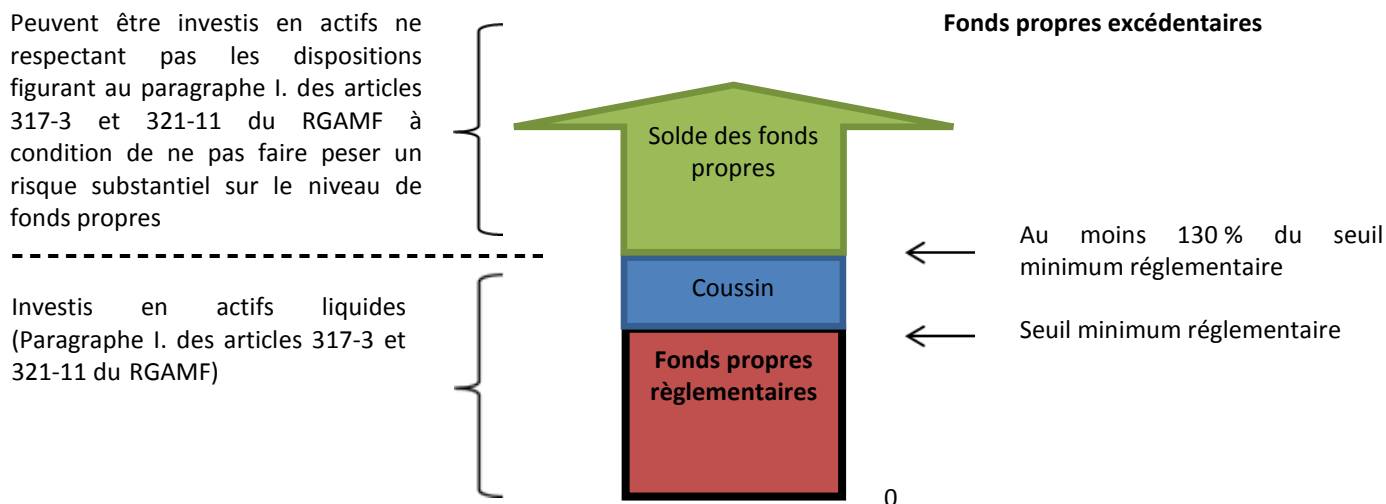 Peuvent être investis en actifs ne
respectant pas les dispositions
figurant au paragraphe I. des articles
317-3 et 321-11 du RGAMF à
condition de ne pas faire peser un
risque substantiel sur le niveau de
fonds propres
Fonds propres excédentaires
Solde des fonds
propres
Au moins 130 % du seuil
minimum réglementaire
Investis en actifs liquides
(Paragraphe I. des articles 317-3 et
321-11 du RGAMF)
Coussin
Seuil minimum réglementaire
Fonds propres
règlementaires
0